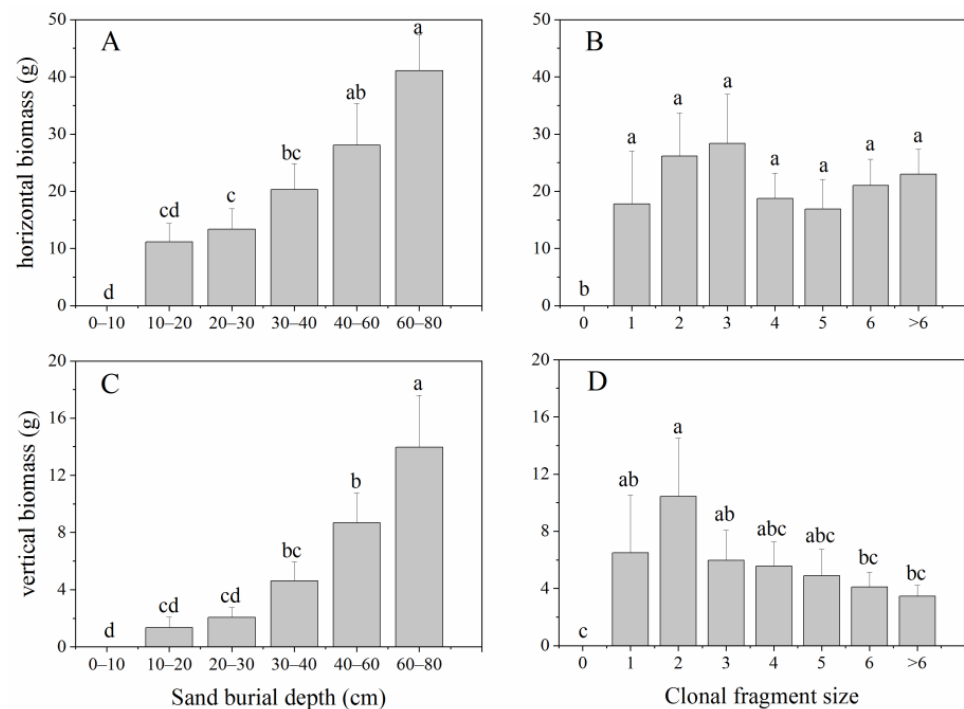 A
horizontal biomass (g)
50
40
30
20
10
0
d
cd
c
bc
ab
a
0–10 10–20 20–30 30–40 40–60 60–80
B
50
40
30
20
10
0
b
a
a
a
a
a
a
a
0 1 2 3 4 5 6 >6
C
vertical biomass (g)
20
16
12
8
4
0
d
cd
cd
bc
b
a
0–10 10–20 20–30 30–40 40–60 60–80
Sand burial depth (cm)
D
20
16
12
8
4
0
c
ab
a
ab
abc
abc
bc
bc
0 1 2 3 4 5 6 >6
Clonal fragment size